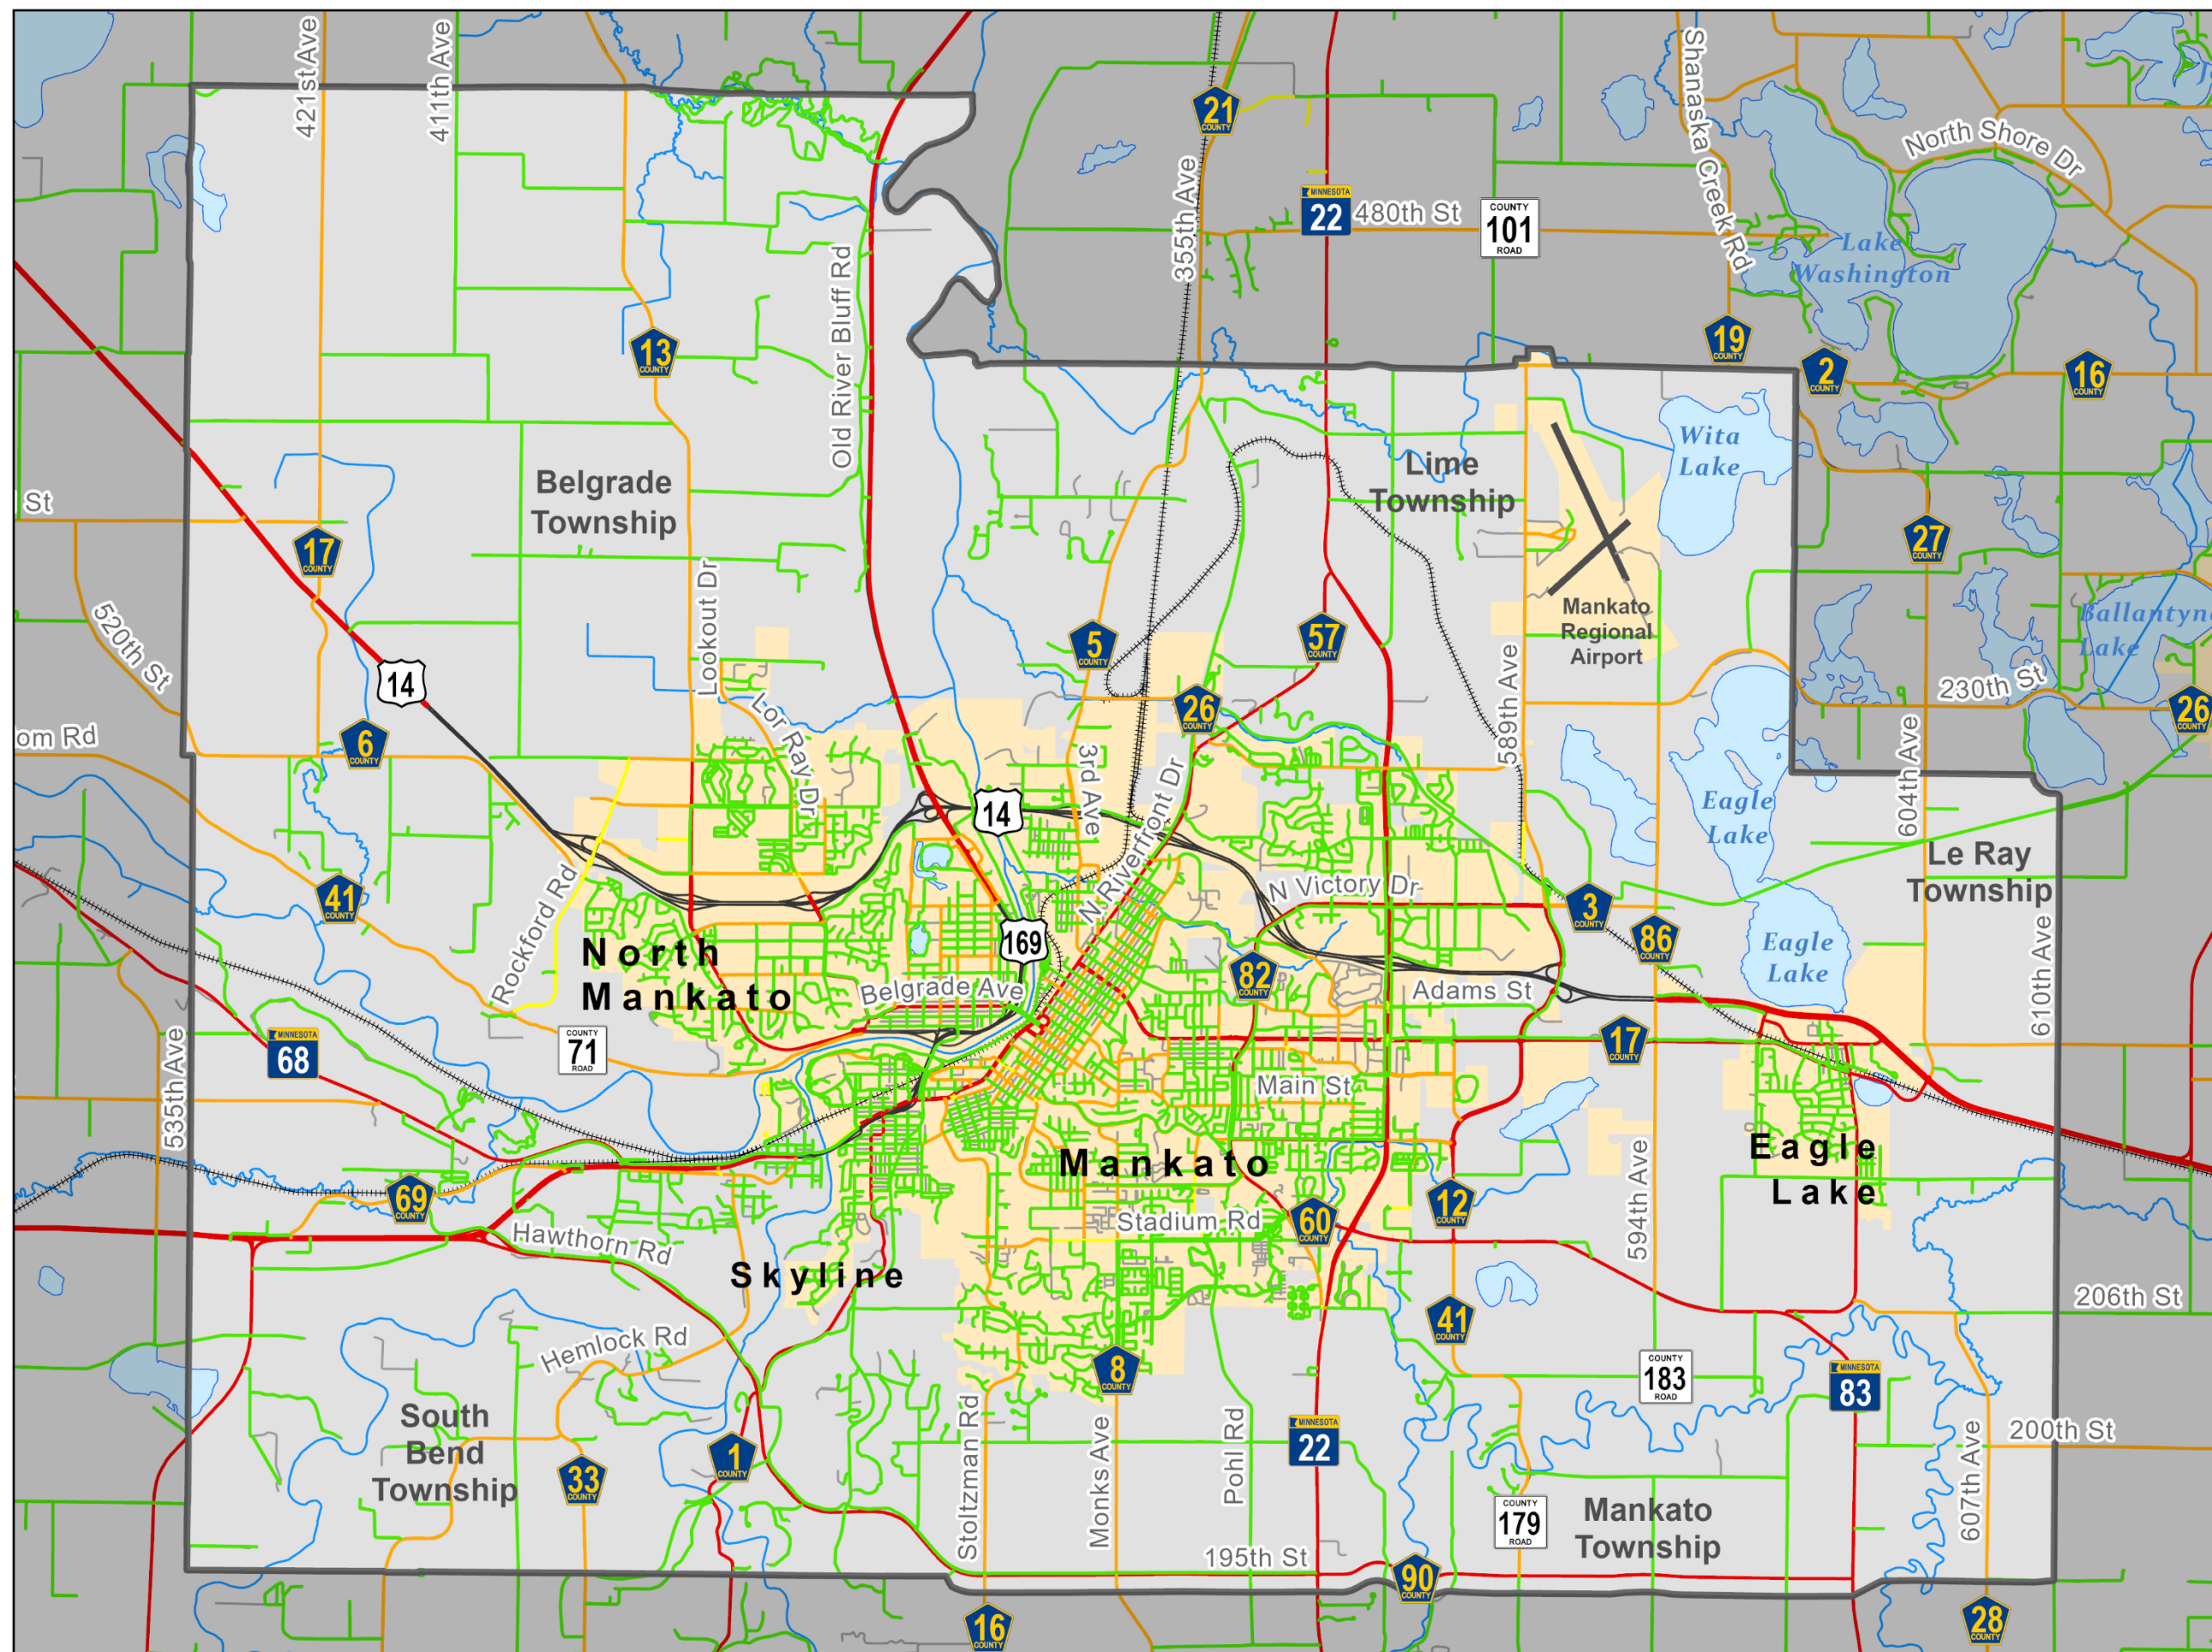 421st Ave
411th Ave
Shanaska Creek Rd
North Shore Dr
21
COUNTY
355th Ave
MINNESOTA
22
480th St
COUNTY
101
ROAD
Lake
Washington
Old River Bluff Rd
13
COUNTY
19
COUNTY
2
COUNTY
16
COUNTY
Wita
Lake
Lime
Township
Belgrade
Township
St
17
COUNTY
27
COUNTY
520th St
Lookout Dr
Mankato
Regional
Airport
Lake
5
COUNTY
57
COUNTY
14
Lor Ray Dr
26
COUNTY
589th Ave
230th St
26
COUNTY
om Rd
6
COUNTY
3rd Ave
N Riverfront Dr
604th Ave
14
Eagle
Lake
Le Ray
Township
41
COUNTY
Rockford Rd
N Victory Dr
3
COUNTY
86
COUNTY
169
North
Mankato
Eagle
Lake
610th Ave
82
COUNTY
Belgrade Ave
Adams St
MINNESOTA
68
COUNTY
71
ROAD
17
COUNTY
535th Ave
Main St
Mankato
Eagle
Lake
594th Ave
69
COUNTY
12
COUNTY
Stadium Rd
60
COUNTY
Hawthorn Rd
Skyline
206th St
41
COUNTY
Hemlock Rd
8
COUNTY
COUNTY
183
ROAD
MINNESOTA
83
South
Bend
Township
Stoltzman Rd
Monks Ave
Pohl Rd
MINNESOTA
22
607th Ave
200th St
1
COUNTY
33
COUNTY
COUNTY
179
ROAD
Mankato
Township
195th St
90
COUNTY
16
COUNTY
28
COUNTY